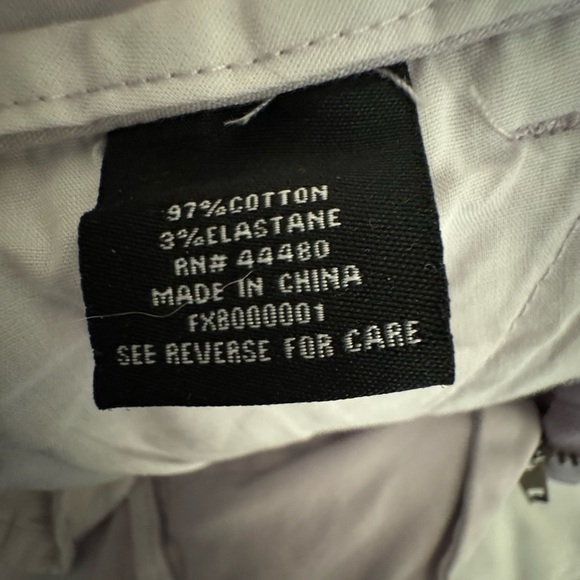 97%COTTON
3%ELASTANE
RN# 44480
MADE IN CHINA
FXB000001
SEE REVERSE FOR CARE